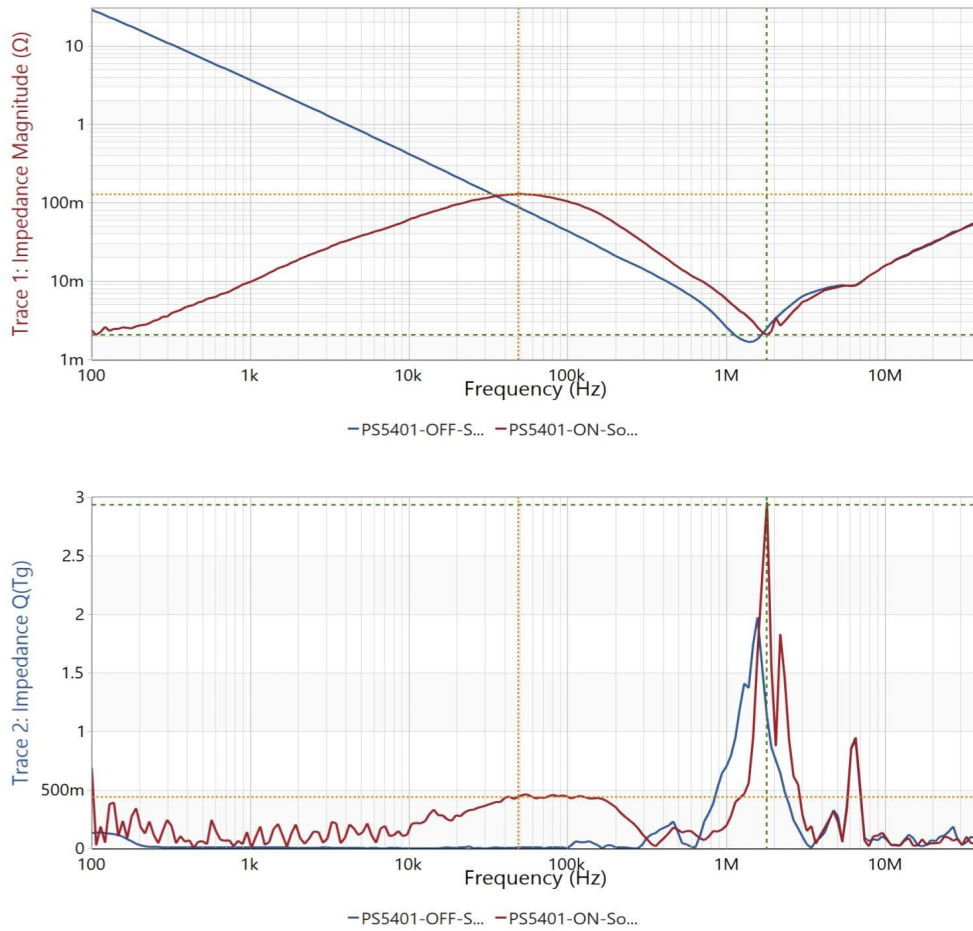 Trace 1: Impedance Magnitude (Ω)
10
1
100m
10m
1m
100
1k
10k
100k
1M
10M
Frequency (Hz)
PS5401-OFF-S... PS5401-ON-So...
Trace 2: Impedance Q(Tg)
3
2.5
2
1.5
1
500m
0
100
1k
10k
100k
1M
10M
Frequency (Hz)
PS5401-OFF-S... PS5401-ON-So...